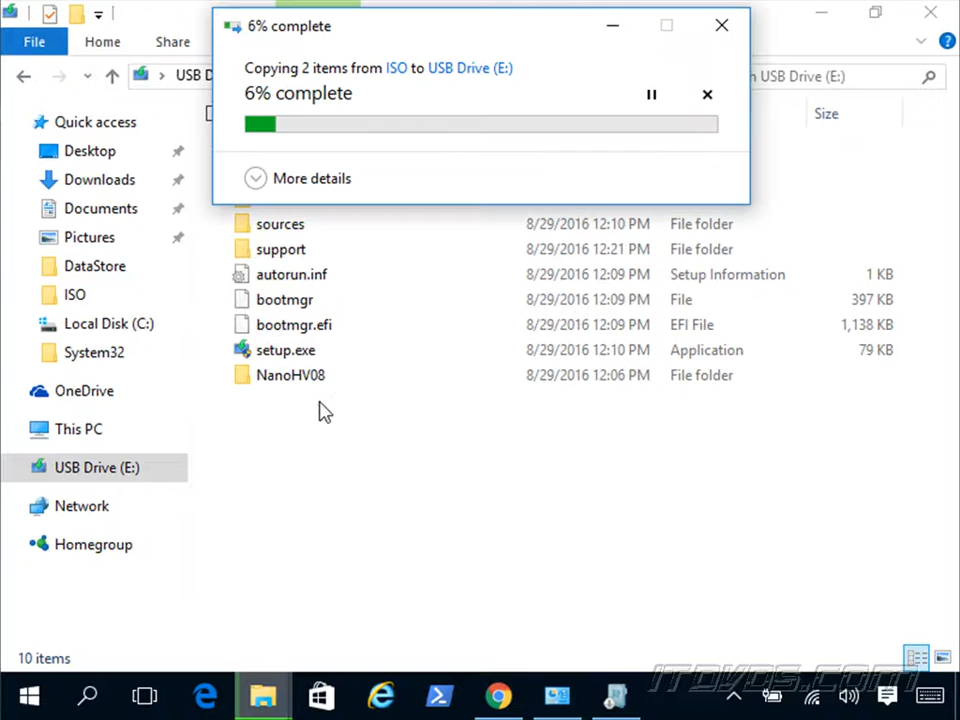 6% complete
File
Home
Share
Copying 2 items from ISO to USB Drive (E:)
6% complete
More details
USB D
USB Drive (E:)
Size
Quick access
Desktop
Downloads
Documents
Pictures
DataStore
ISO
Local Disk (C:)
System32
OneDrive
This PC
USB Drive (E:)
Network
Homegroup
sources 8/29/2016 12:10 PM File folder
support 8/29/2016 12:21 PM File folder
autorun.inf 8/29/2016 12:09 PM Setup Information 1 KB
bootmgr 8/29/2016 12:09 PM File 397 KB
bootmgr.efi 8/29/2016 12:09 PM EFI File 1,138 KB
setup.exe 8/29/2016 12:10 PM Application 79 KB
NanoHV08 8/29/2016 12:06 PM File folder
10 items
ITDVDS.COM